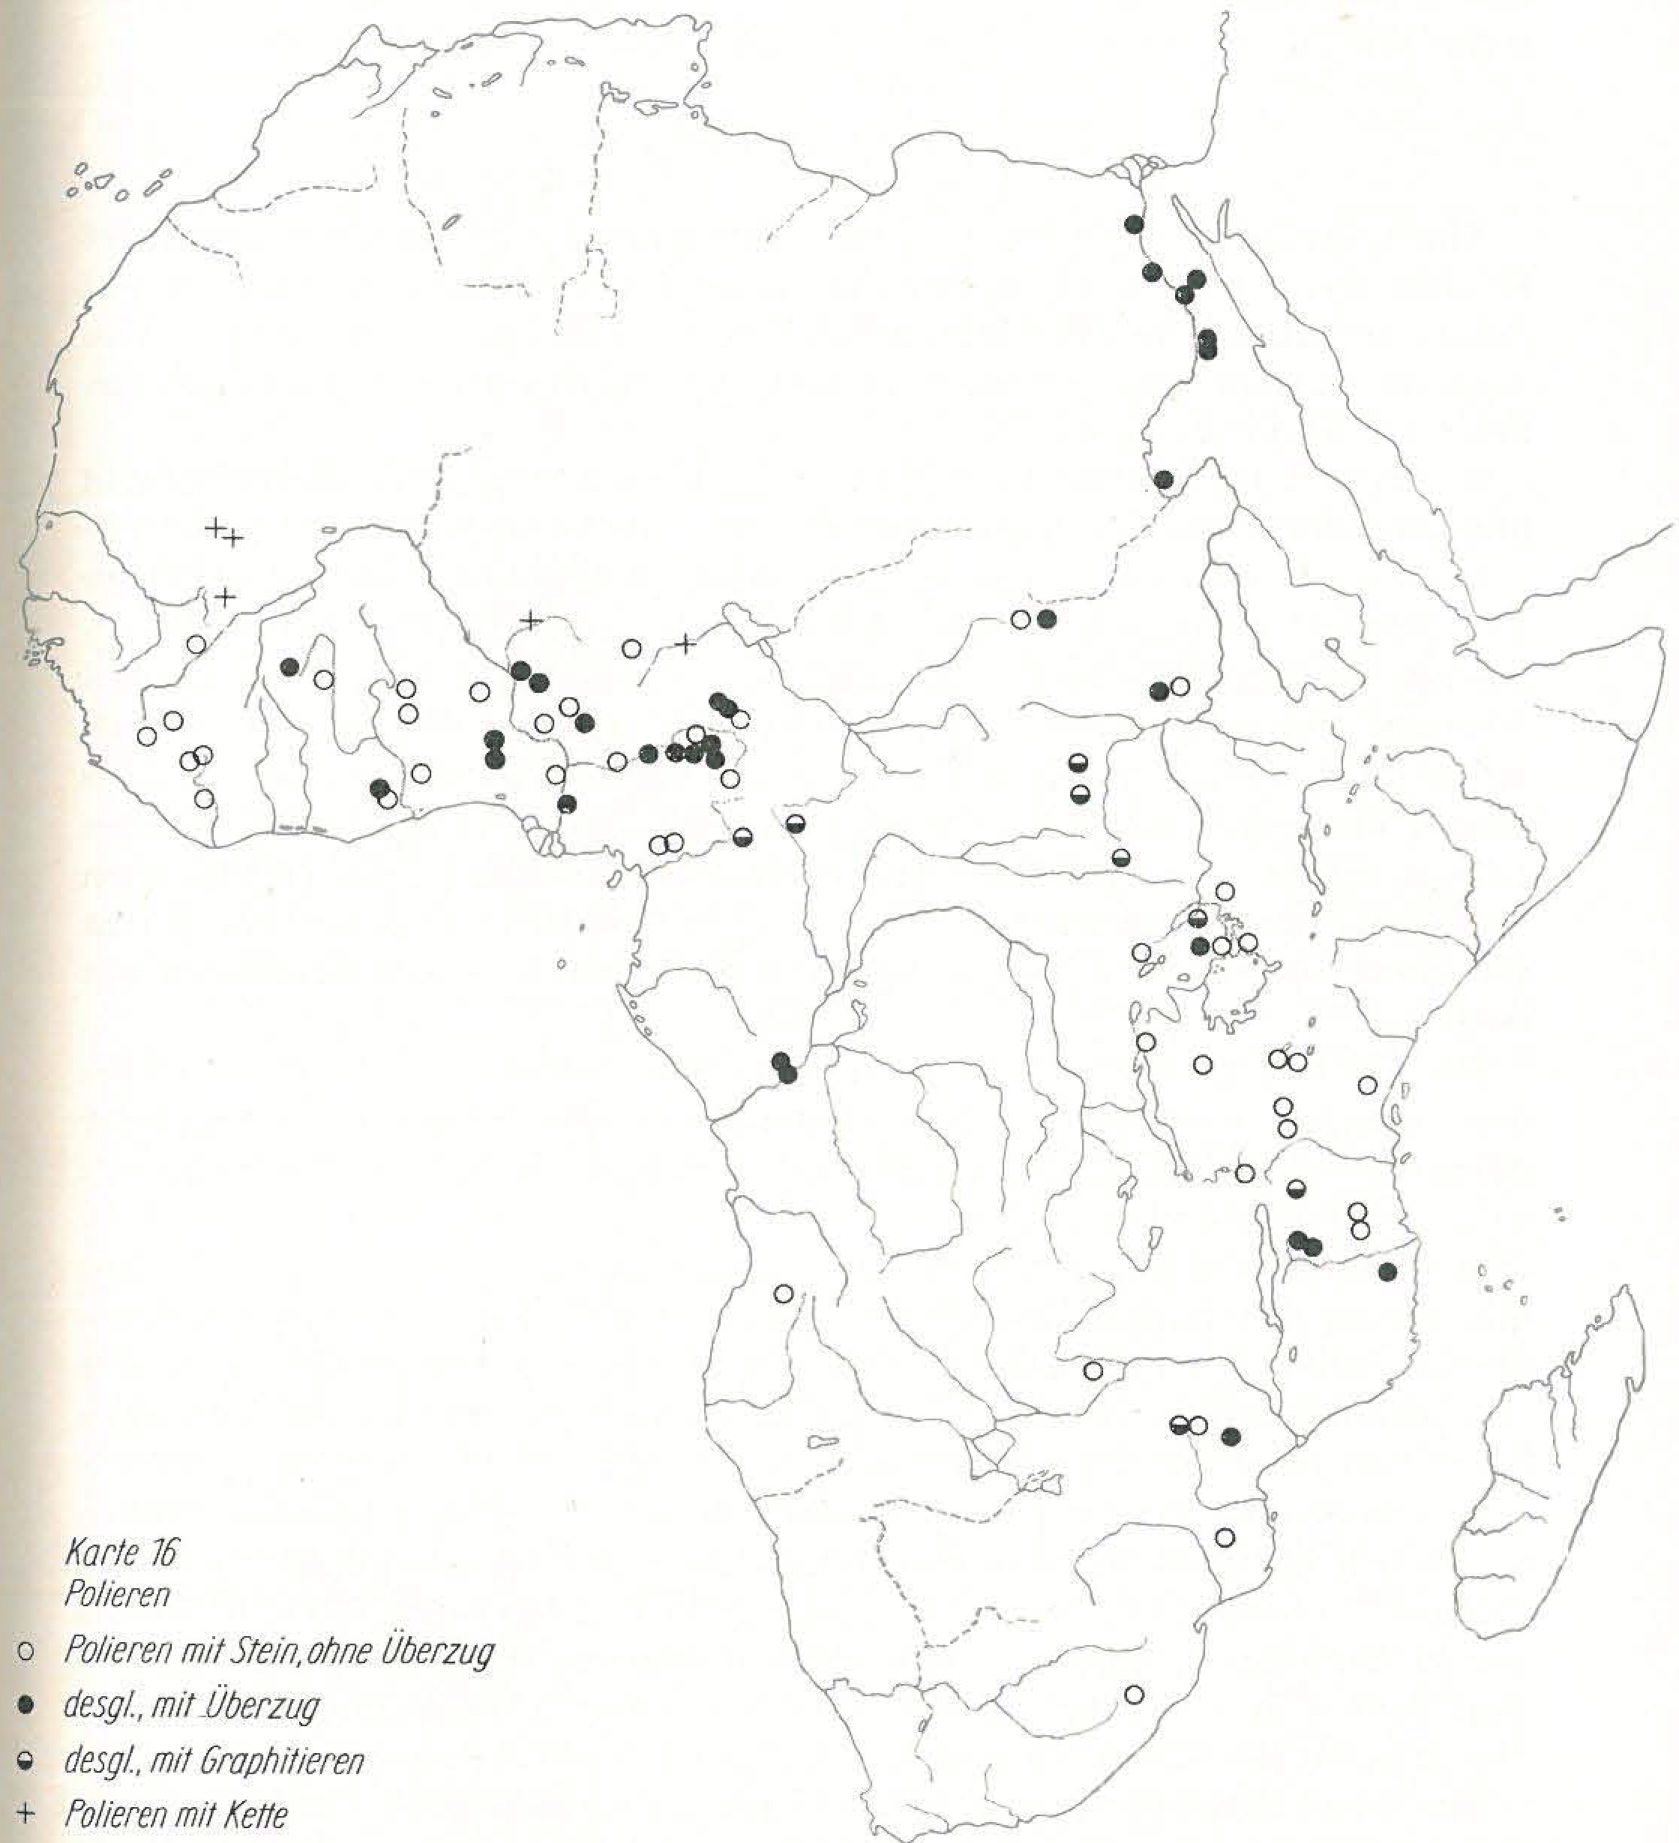 Karte 16
Polieren
Polieren mit Stein, ohne Überzug
desgl., mit Überzug
desgl., mit Graphitieren
Polieren mit Kette